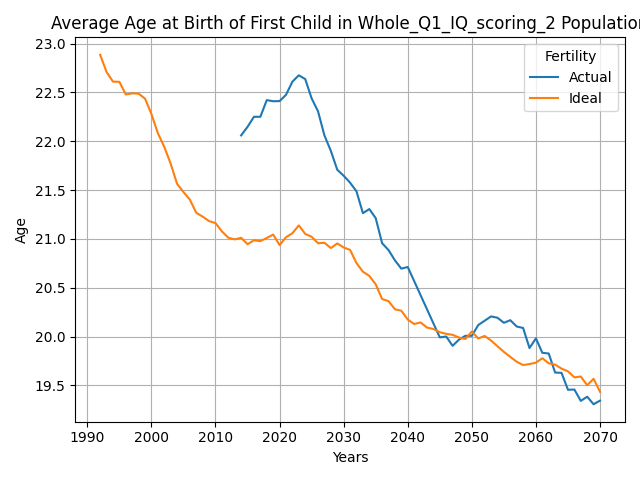 Average Age at Birth of First Child in Whole_Q1_IQ_scoring_2 Population
23.0
22.5
22.0
21.5
21.0
20.5
20.0
19.5
Age
Fertility
Actual
Ideal
1990 2000 2010 2020 2030 2040 2050 2060 2070
Years